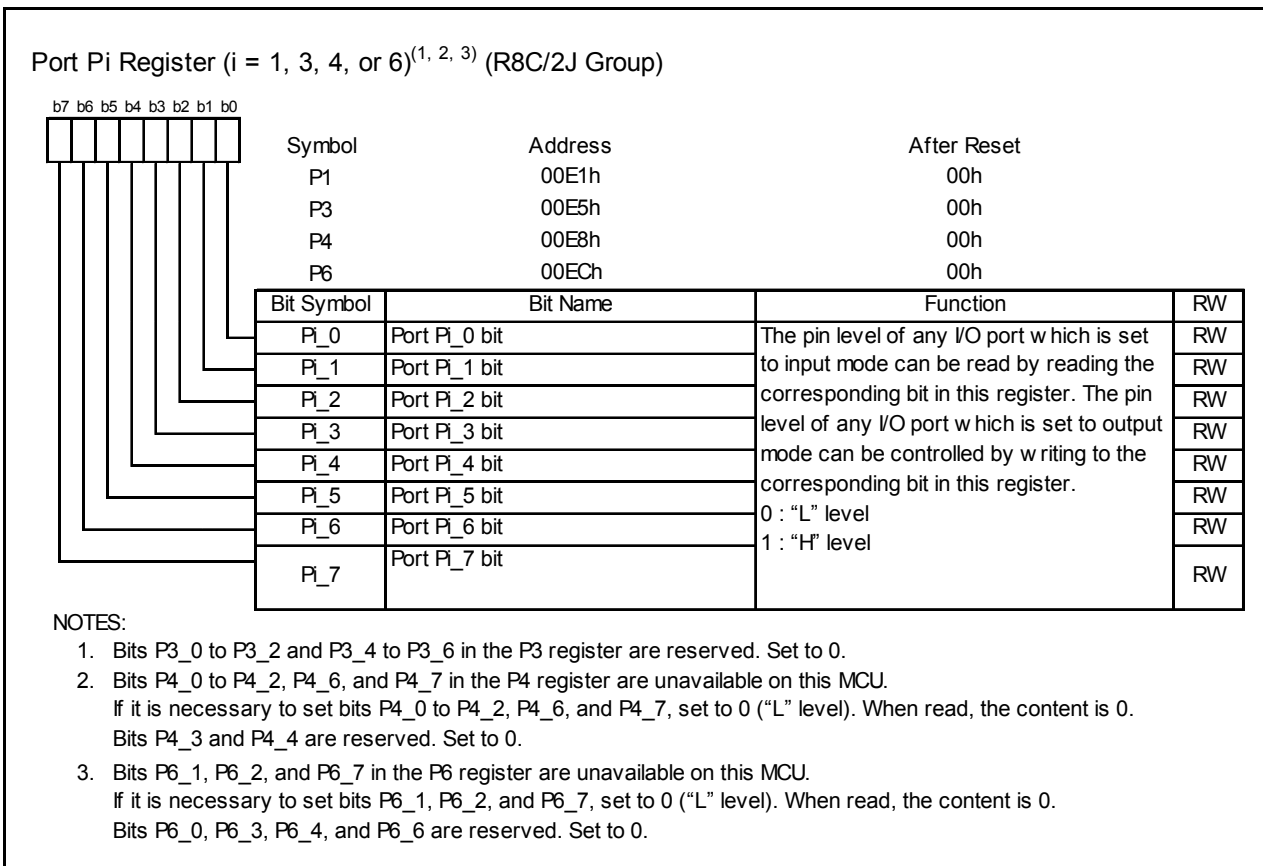 Port Pi Register (i = 1, 3, 4, or 6)(1, 2, 3) (R8C/2J Group)
b7 b6 b5 b4 b3 b2 b1 b0
Symbol Address After Reset
P1 00E1h 00h
P3 00E5h 00h
P4 00E8h 00h
P6 00ECh 00h
Bit Symbol Bit Name Function RW
Pi_0 Port Pi_0 bit The pin level of any I/O port which is set RW
Pi_1 Port Pi_1 bit to input mode can be read by reading the RW
Pi_2 Port Pi_2 bit corresponding bit in this register. The pin RW
Pi_3 Port Pi_3 bit level of any I/O port which is set to output RW
Pi_4 Port Pi_4 bit mode can be controlled by writing to the RW
Pi_5 Port Pi_5 bit corresponding bit in this register. RW
Pi_6 Port Pi_6 bit 0 : “L” level RW
Pi_7 Port Pi_7 bit 1 : “H” level RW
NOTES:
1. Bits P3_0 to P3_2 and P3_4 to P3_6 in the P3 register are reserved. Set to 0.
2. Bits P4_0 to P4_2, P4_6, and P4_7 in the P4 register are unavailable on this MCU.
If it is necessary to set bits P4_0 to P4_2, P4_6, and P4_7, set to 0 (“L” level). When read, the content is 0.
Bits P4_3 and P4_4 are reserved. Set to 0.
3. Bits P6_1, P6_2, and P6_7 in the P6 register are unavailable on this MCU.
If it is necessary to set bits P6_1, P6_2, and P6_7, set to 0 (“L” level). When read, the content is 0.
Bits P6_0, P6_3, P6_4, and P6_6 are reserved. Set to 0.